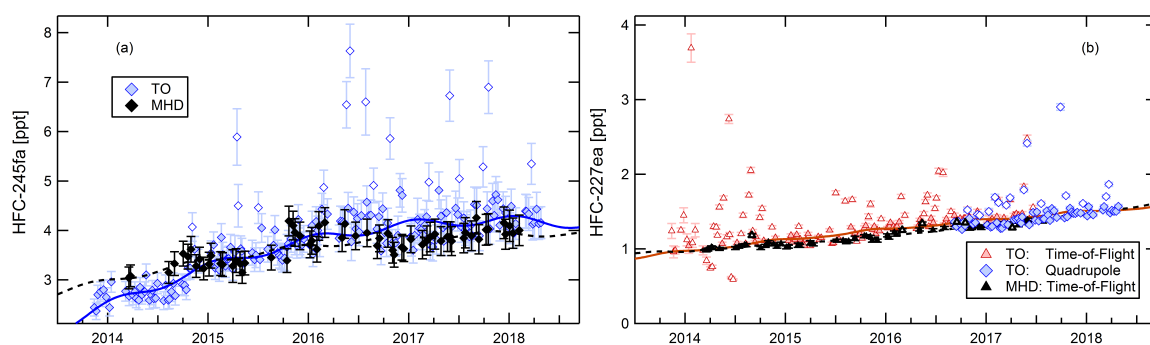 8
7
6
5
4
3
HFC-245fa [ppt]
(a)
TO
MHD
2014
2015
2016
2017
2018
4
3
2
1
0
HFC-227ea [ppt]
(b)
TO: Time-of-Flight
TO: Quadrupole
MHD: Time-of-Flight
2014
2015
2016
2017
2018